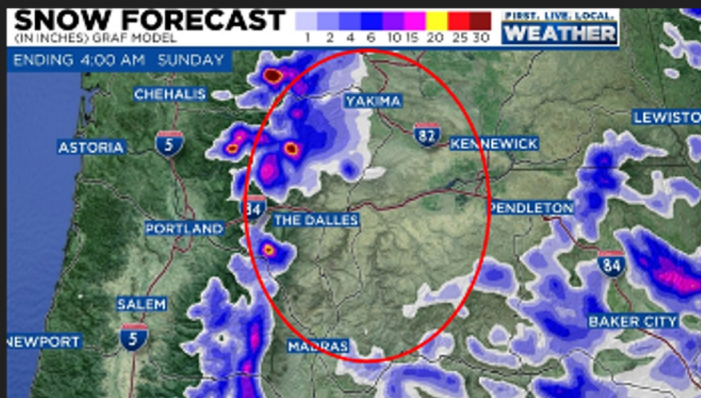 SNOW FORECAST
(IN INCHES) GRAF MODEL
1 2 4 6 10 15 20 25 30
FIRST. LIVE. LOCAL.
WEATHER
ENDING 4:00 AM SUNDAY
CHEHALIS
YAKIMA
LEWISTO
82
ASTORIA
5
KENNEWICK
84
THE DALLES
PENDLETON
PORTLAND
84
SALEM
BAKER CITY
NEWPORT
5
MADRAS